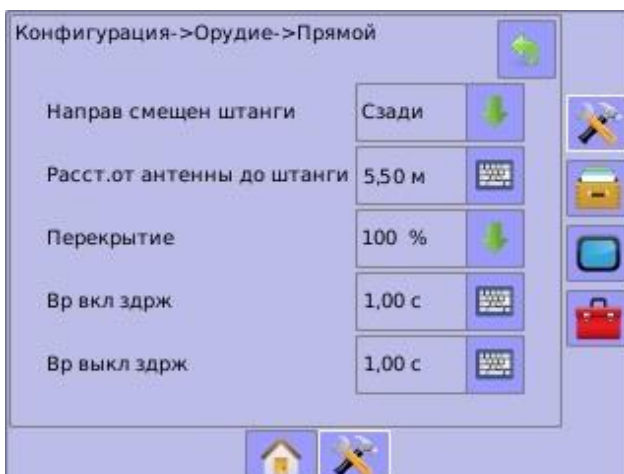 Конфигурация->Орудие->Прямой
Направ смещен штанги Сзади
Расст.от антенны до штанги 5,50 м
Перекрытие 100 %
Вр вкл здрж 1,00 с
Вр выкл здрж 1,00 с